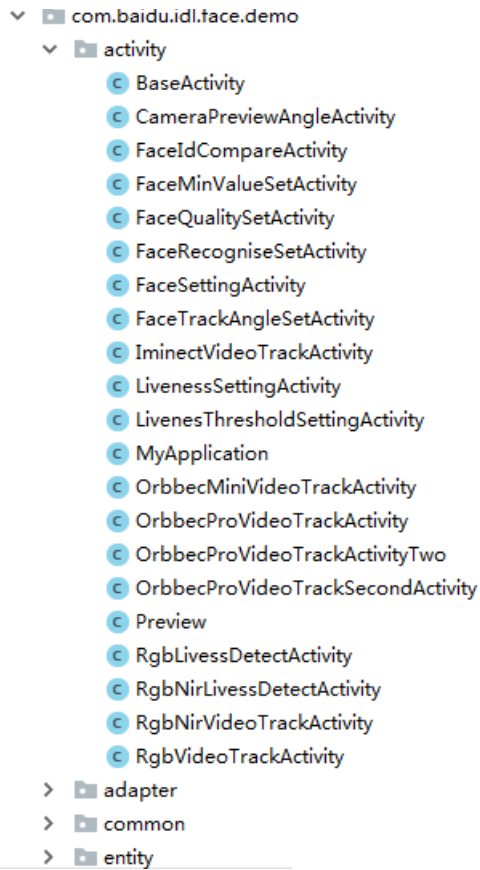 com.baidu.idl.face.demo
activity
C BaseActivity
C CameraPreviewAngleActivity
C FaceIdCompareActivity
C FaceMinValueSetActivity
C FaceQualitySetActivity
C FaceRecogniseSetActivity
C FaceSettingActivity
C FaceTrackAngleSetActivity
C IminectVideoTrackActivity
C LivenessSettingActivity
C LivenesThresholdSettingActivity
C MyApplication
C OrbbecMiniVideoTrackActivity
C OrbbecProVideoTrackActivity
C OrbbecProVideoTrackActivityTwo
C OrbbecProVideoTrackSecondActivity
C Preview
C RgbLivessDetectActivity
C RgbNirLivessDetectActivity
C RgbNirVideoTrackActivity
C RgbVideoTrackActivity
adapter
common
entity